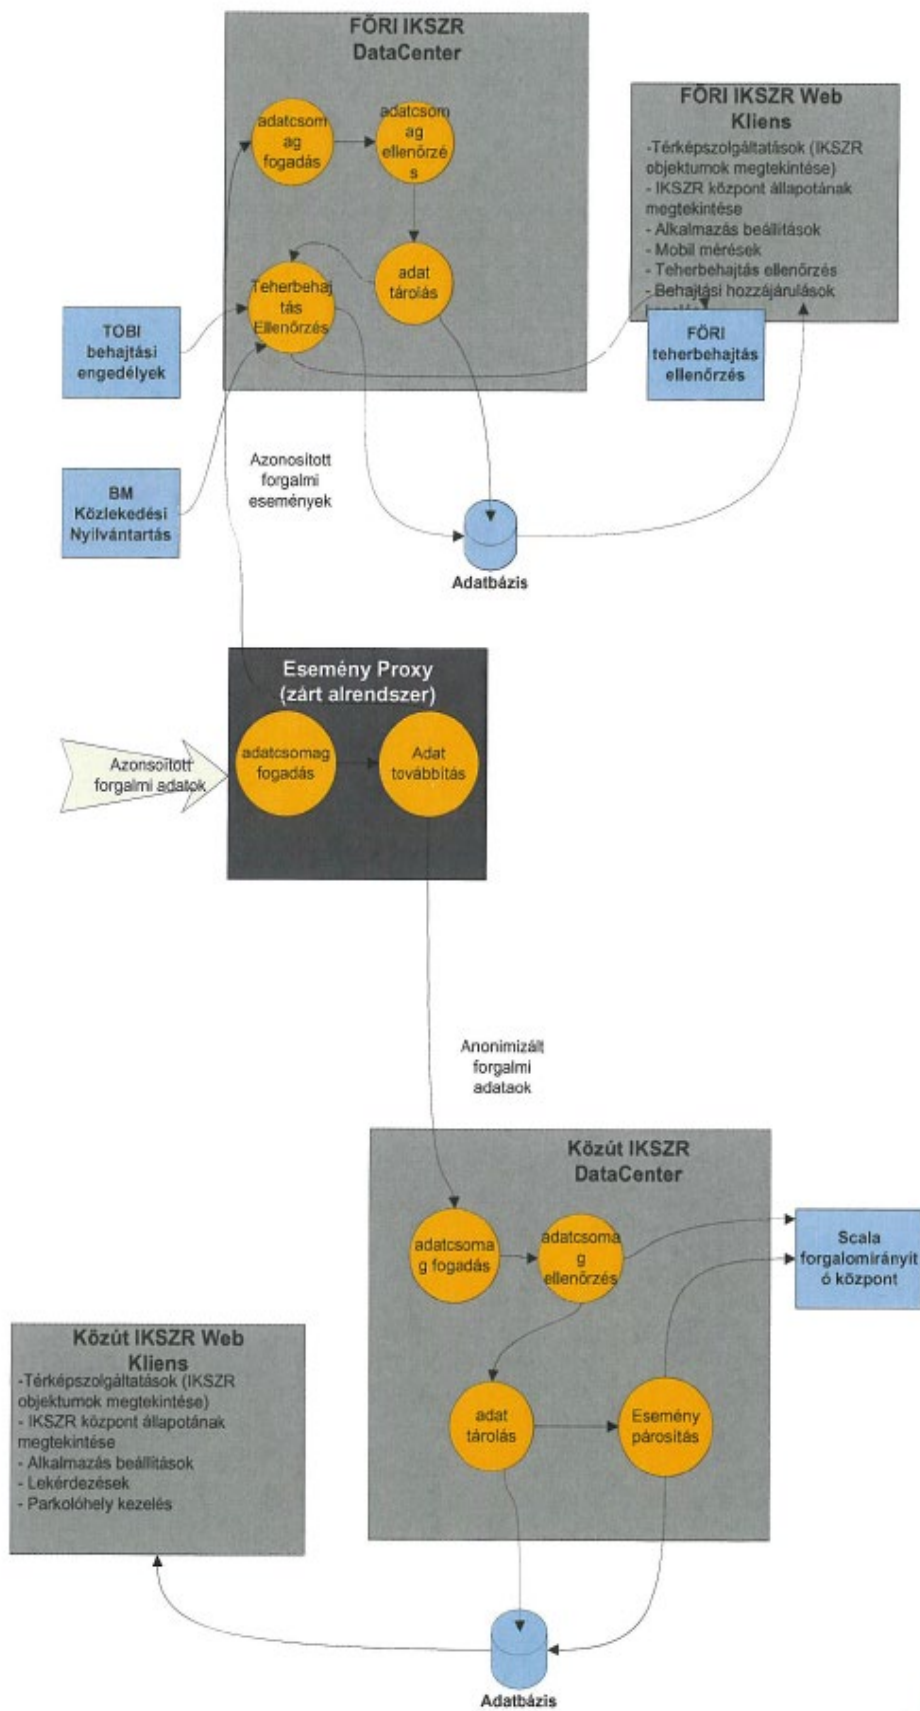 FŐRI IKSZR
DataCenter
adatcsom
ag
fogadás
adatcsom
ag
ellenőrzé
s
Teherbehaj
tás
Ellenőrzés
adat
tárolás
FŐRI IKSZR Web
Kliens
-Térképszolgáltatások (IKSZR
objektumok megtekintése)
- IKSZR központ állapotának
megtekintése
- Alkalmazás beállítások
- Mobil mérések
- Teherbehajtás ellenőrzés
- Behajtási hozzájárulások
FŐRI
teherbehajtás
ellenőrzés
TOBI
behajtási
engedélyek
BM
Közlekedési
Nyilvántartás
Azonosított
forgalmi
események
Adatbázis
Esemény Proxy
(zárt alrendszer)
adatcsomag
fogadás
Adat
továbbítás
Azonsoított
forgalmi adatok
Anonimizált
forgalmi
adataok
Közút IKSZR
DataCenter
adatcsoma
g fogadás
adatcsoma
g
ellenőrzés
adat
tárolás
Esemény
párosítás
Scala
forgalomirányít
ó központ
Közút IKSZR Web
Kliens
-Térképszolgáltatások (IKSZR
objektumok megtekintése)
- IKSZR központ állapotának
megtekintése
- Alkalmazás beállítások
- Lekérdezések
- Parkolóhely kezelés
Adatbázis